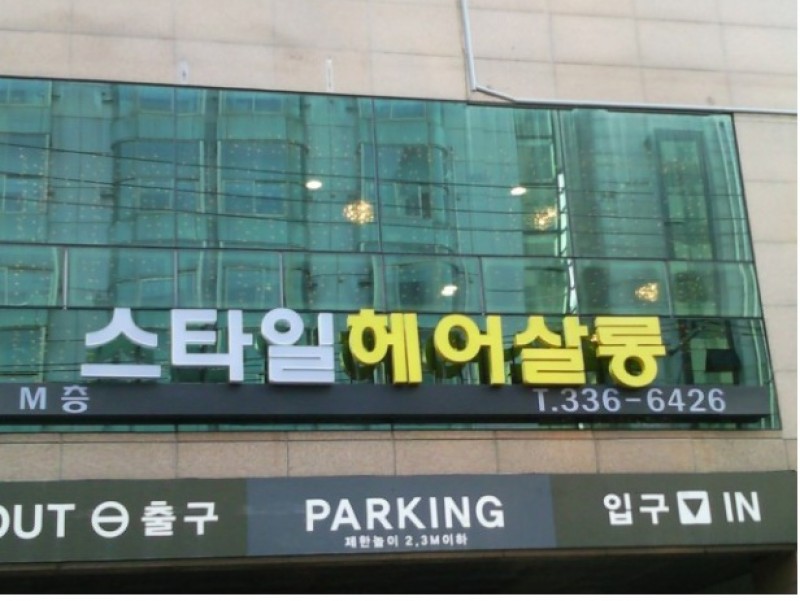 스타일헤어살롱
M층 T.336-6426
OUT 출구 PARKING 입구 IN
제한높이 2.3M이하